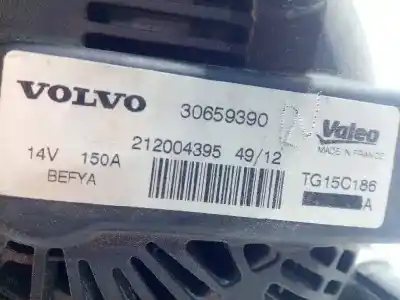 VOLVO 30659390 Valeo
MADE IN FRANCE
14V 150A 212004395 49/12
BEFYA TG15C186
A